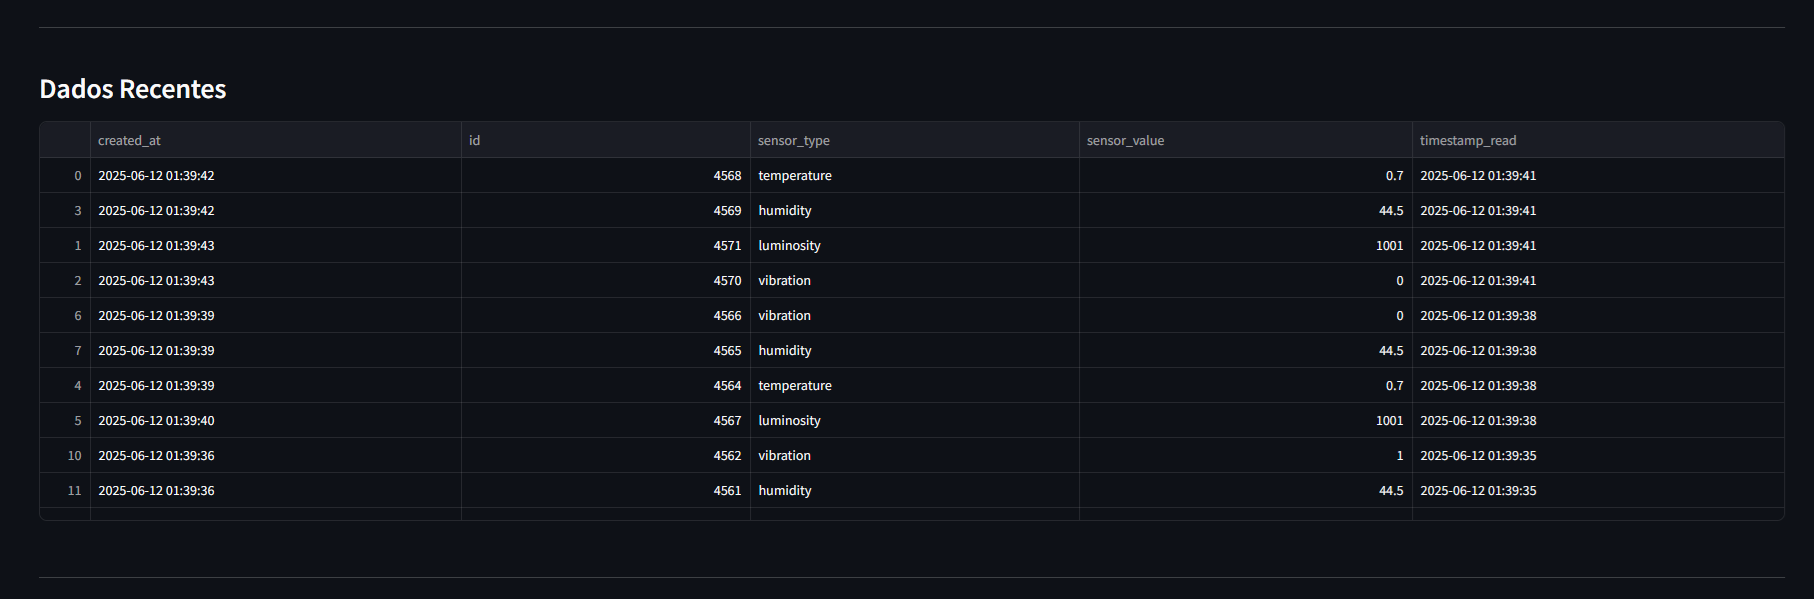 Dados Recentes
created_at id sensor_type sensor_value timestamp_read
0 2025-06-12 01:39:42 4568 temperature 0.7 2025-06-12 01:39:41
3 2025-06-12 01:39:42 4569 humidity 44.5 2025-06-12 01:39:41
1 2025-06-12 01:39:43 4571 luminosity 1001 2025-06-12 01:39:41
2 2025-06-12 01:39:43 4570 vibration 0 2025-06-12 01:39:41
6 2025-06-12 01:39:39 4566 vibration 0 2025-06-12 01:39:38
7 2025-06-12 01:39:39 4565 humidity 44.5 2025-06-12 01:39:38
4 2025-06-12 01:39:39 4564 temperature 0.7 2025-06-12 01:39:38
5 2025-06-12 01:39:40 4567 luminosity 1001 2025-06-12 01:39:38
10 2025-06-12 01:39:36 4562 vibration 1 2025-06-12 01:39:35
11 2025-06-12 01:39:36 4561 humidity 44.5 2025-06-12 01:39:35